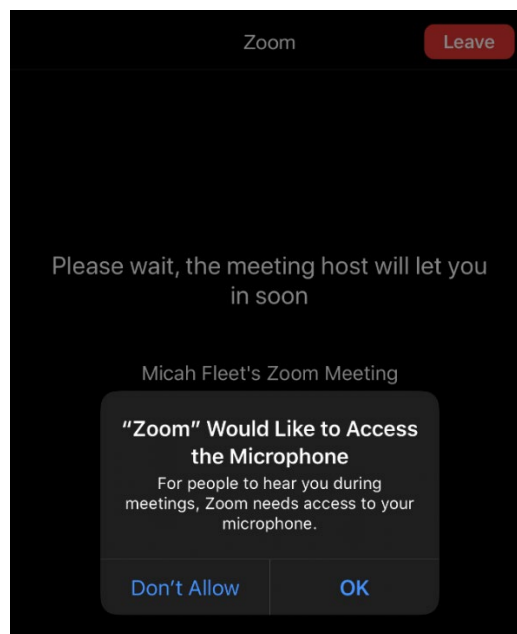 Zoom
Leave
Please wait, the meeting host will let you
in soon
Micah Fleet's Zoom Meeting
“Zoom” Would Like to Access
the Microphone
For people to hear you during
meetings, Zoom needs access to your
microphone.
Don’t Allow
OK